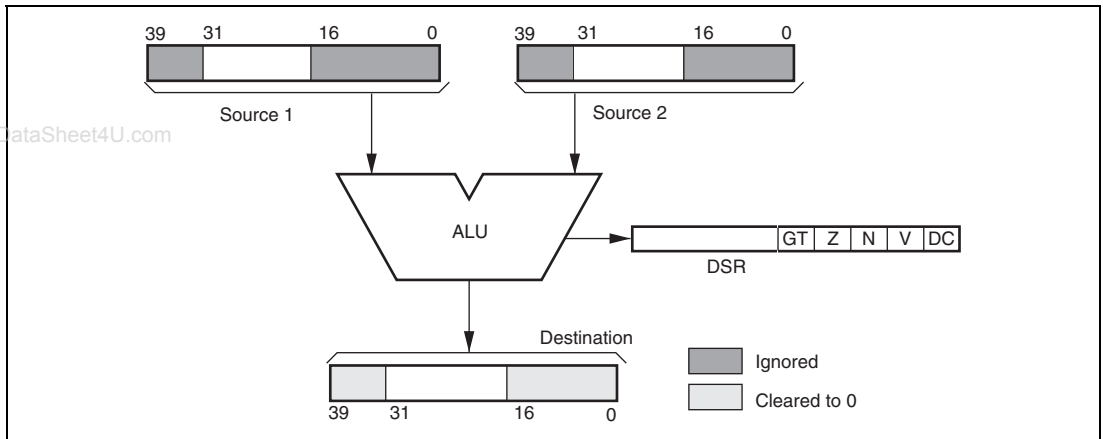 39 31 16 0
39 31 16 0
Source 1
Source 2
DataSheet4U.com
ALU
GT Z N V DC
DSR
Destination
39 31 16 0
Ignored
Cleared to 0